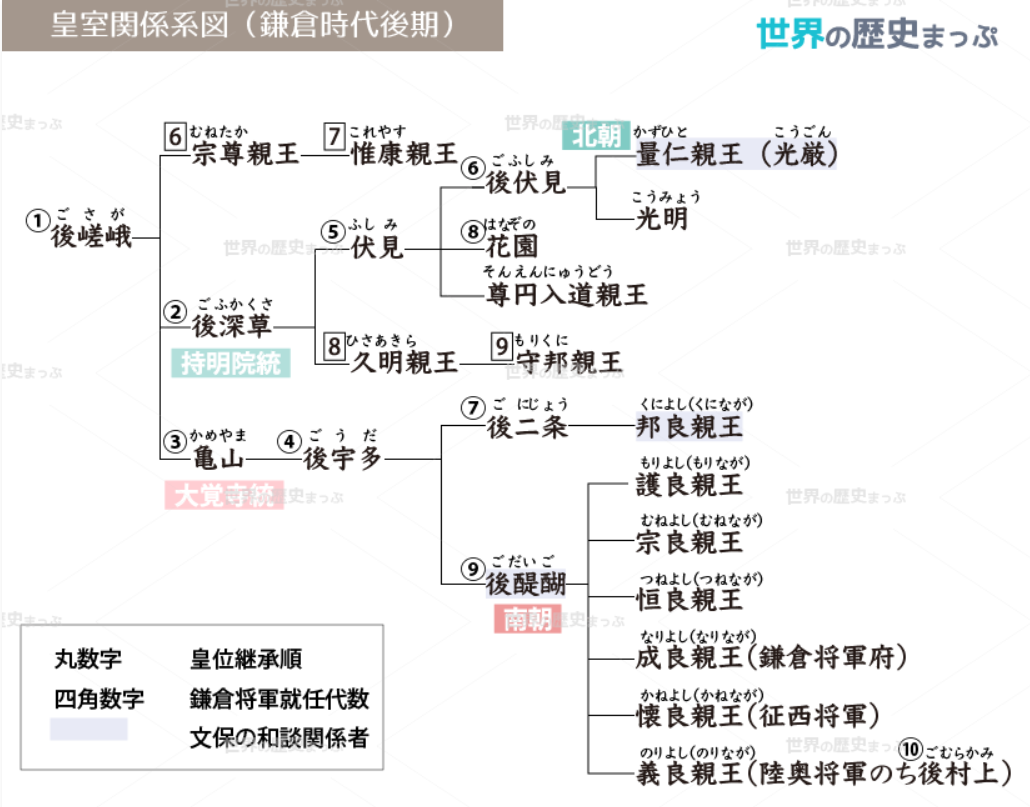 皇室関係系図（鎌倉時代後期）
世界の歴史まっぷ
北朝
6 むねたか
宗尊親王
7 これやす
惟康親王
⑥ ごふしみ
後伏見
かずひと こうごん
量仁親王（光厳）
こうみょう
光明
① ごさが
後嵯峨
⑤ ふしみ
伏見
⑧ はなぞの
花園
そんえんにゅうどう
尊円入道親王
② ごふかくさ
後深草
持明院統
8 ひさあきら
久明親王
9 もりくに
守邦親王
③ かめやま
亀山
大覚寺統
④ ごうだ
後宇多
⑦ ごにじょう
後二条
くによし(くになが)
邦良親王
⑨ ごだいご
後醍醐
南朝
もりよし(もりなが)
護良親王
むねよし(むねなが)
宗良親王
つねよし(つねなが)
恒良親王
なりよし(なりなが)
成良親王(鎌倉将軍府)
かねよし(かねなが)
懐良親王(征西将軍)
のりよし(のりなが) ⑩ ごむらかみ
義良親王(陸奥将軍のち後村上)
丸数字 皇位継承順
四角数字 鎌倉将軍就任代数
文保の和談関係者